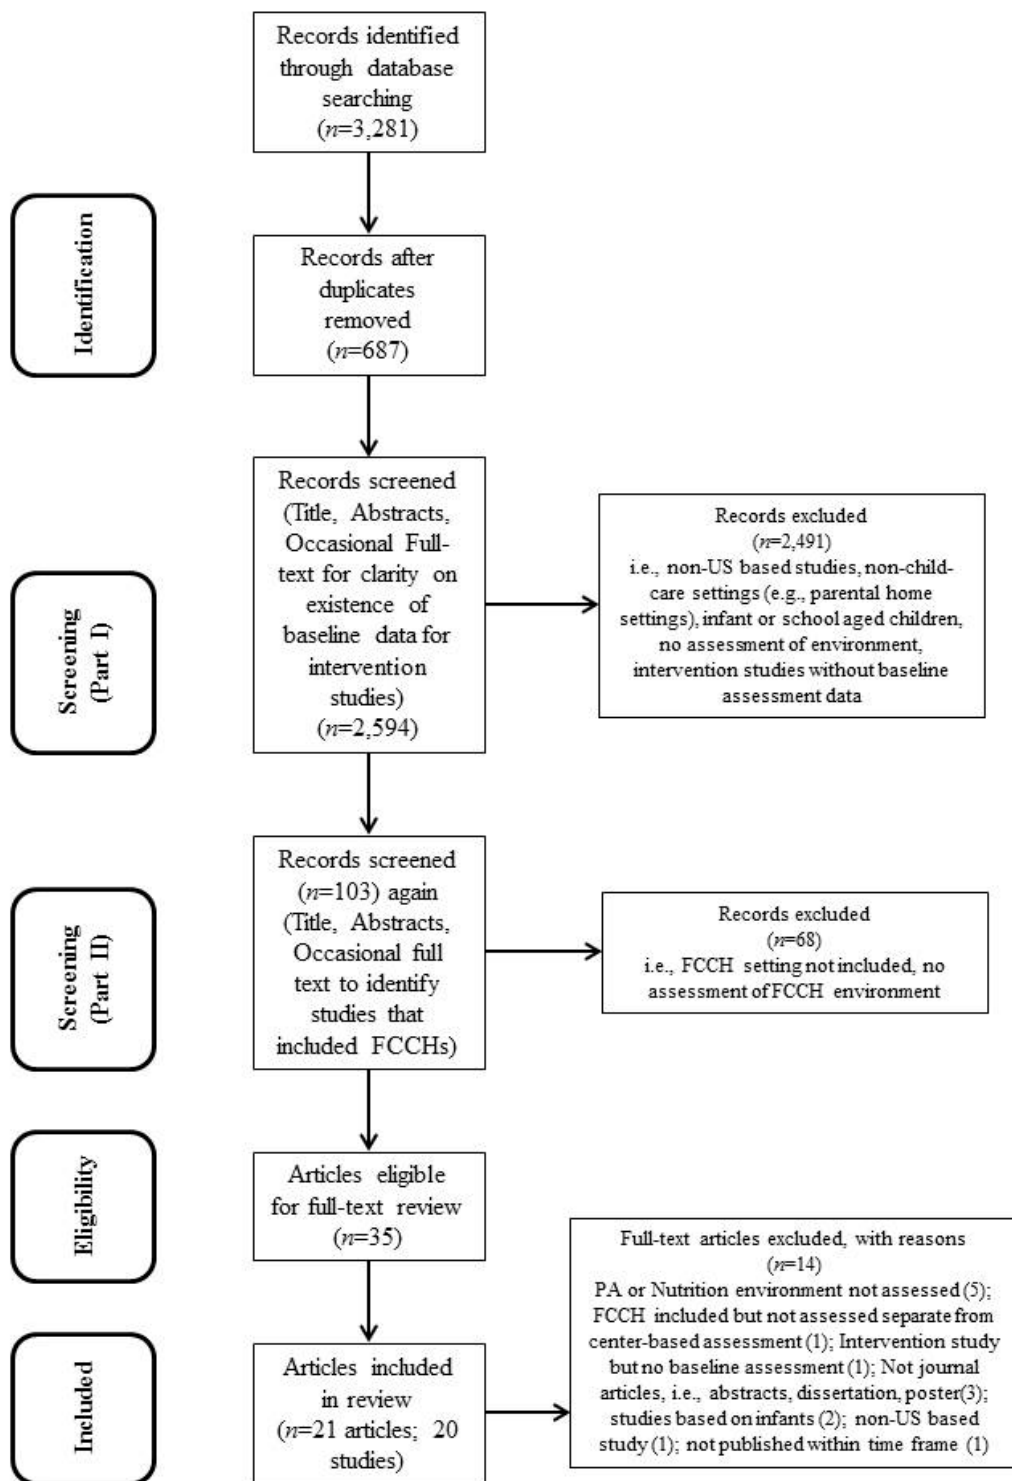 Records identified
through database
searching
(n=3,281)
Identification
Records after
duplicates
removed
(n=687)
Screening
(Part I)
Records screened
(Title, Abstracts,
Occasional Full-
text for clarity on
existence of
baseline data for
intervention
studies)
(n=2,594)
Records excluded
(n=2,491)
i.e., non-US based studies, non-child-
care settings (e.g., parental home
settings), infant or school aged children,
no assessment of environment,
intervention studies without baseline
assessment data
Screening
(Part II)
Records screened
(n=103) again
(Title, Abstracts,
Occasional full
text to identify
studies that
included FCCHs)
Records excluded
(n=68)
i.e., FCCH setting not included, no
assessment of FCCH environment
Eligibility
Articles eligible
for full-text review
(n=35)
Included
Articles included
in review
(n=21 articles; 20
studies)
Full-text articles excluded, with reasons
(n=14)
PA or Nutrition environment not assessed (5);
FCCH included but not assessed separate from
center-based assessment (1); Intervention study
but no baseline assessment (1); Not journal
articles, i.e., abstracts, dissertation, poster(3);
studies based on infants (2); non-US based
study (1); not published within time frame (1)